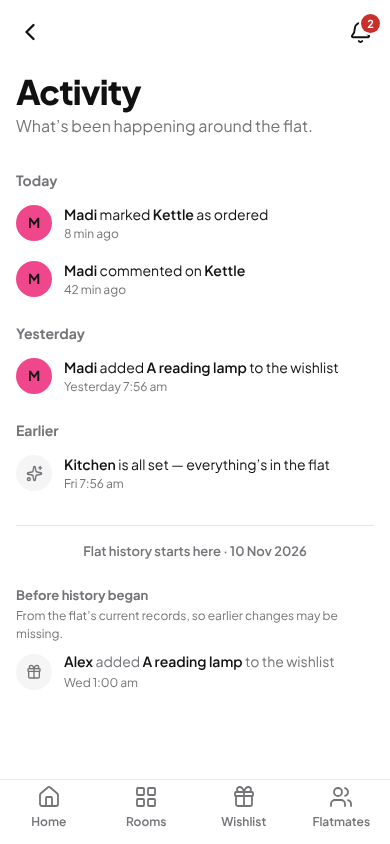 2
Activity
What's been happening around the flat.
Today
M
Madi marked Kettle as ordered
8 min ago
M
Madi commented on Kettle
42 min ago
Yesterday
M
Madi added A reading lamp to the wishlist
Yesterday 7:56 am
Earlier
Kitchen is all set — everything's in the flat
Fri 7:56 am
Flat history starts here · 10 Nov 2026
Before history began
From the flat's current records, so earlier changes may be
missing.
Alex added A reading lamp to the wishlist
Wed 1:00 am
Home
Rooms
Wishlist
Flatmates